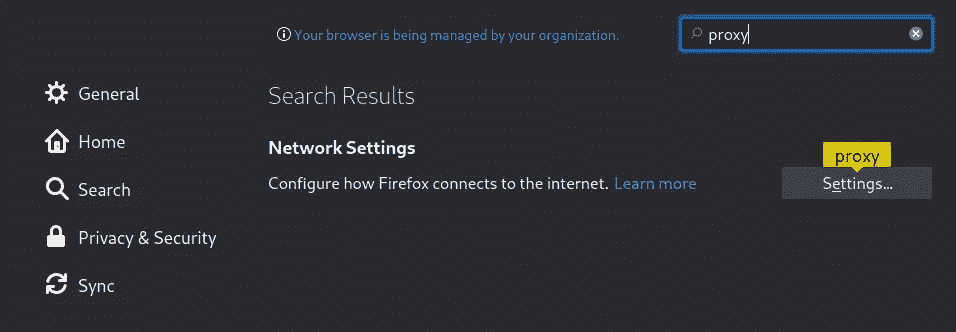 Your browser is being managed by your organization.
proxy
General
Home
Search
Privacy & Security
Sync
Search Results
Network Settings
Configure how Firefox connects to the internet. Learn more
proxy
Settings...